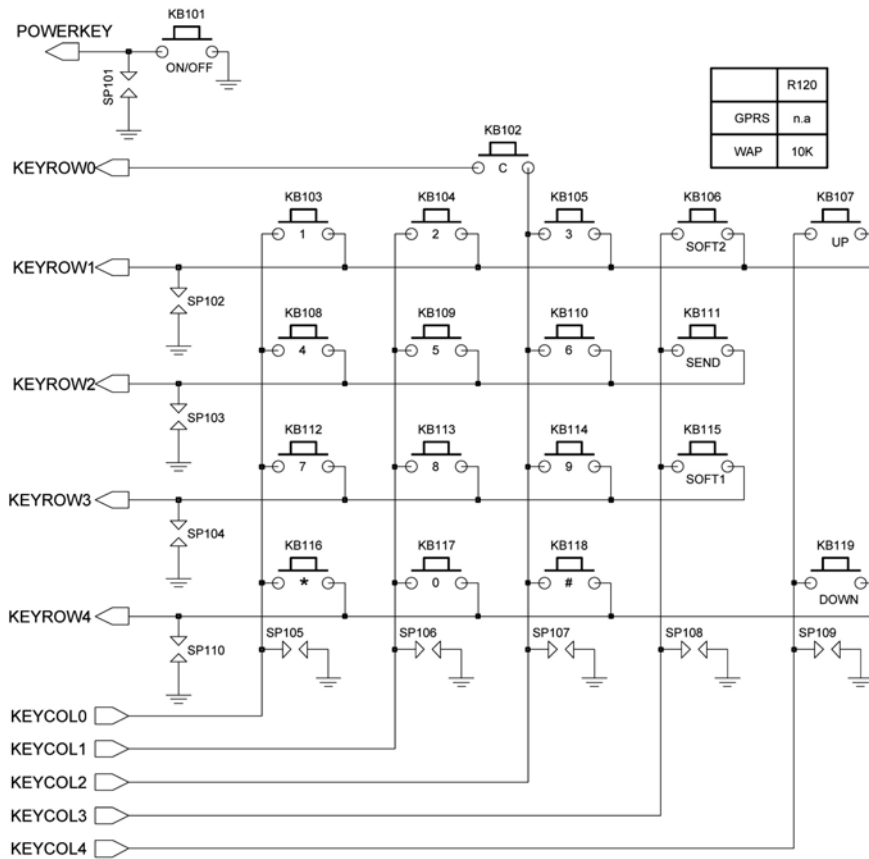 KB101
POWERKEY
ON/OFF
SP101
R120
GPRS n.a
WAP 10K
KB102
KEYROW0
C
KB103 KB104 KB105 KB106 KB107
1 2 3 SOFT2 UP
KEYROW1
SP102
KB108 KB109 KB110 KB111
4 5 6 SEND
KEYROW2
SP103
KB112 KB113 KB114 KB115
7 8 9 SOFT1
KEYROW3
SP104
KB116 KB117 KB118 KB119
* 0 # DOWN
KEYROW4
SP110 SP105 SP106 SP107 SP108 SP109
KEYCOL0
KEYCOL1
KEYCOL2
KEYCOL3
KEYCOL4